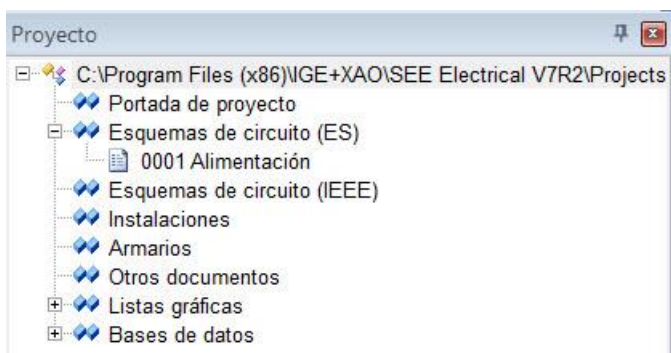 Proyecto
C:\Program Files (x86)\IGE+XAO\SEE Electrical V7R2\Projects
Portada de proyecto
Esquemas de circuito (ES)
0001 Alimentación
Esquemas de circuito (IEEE)
Instalaciones
Armarios
Otros documentos
Listas gráficas
Bases de datos